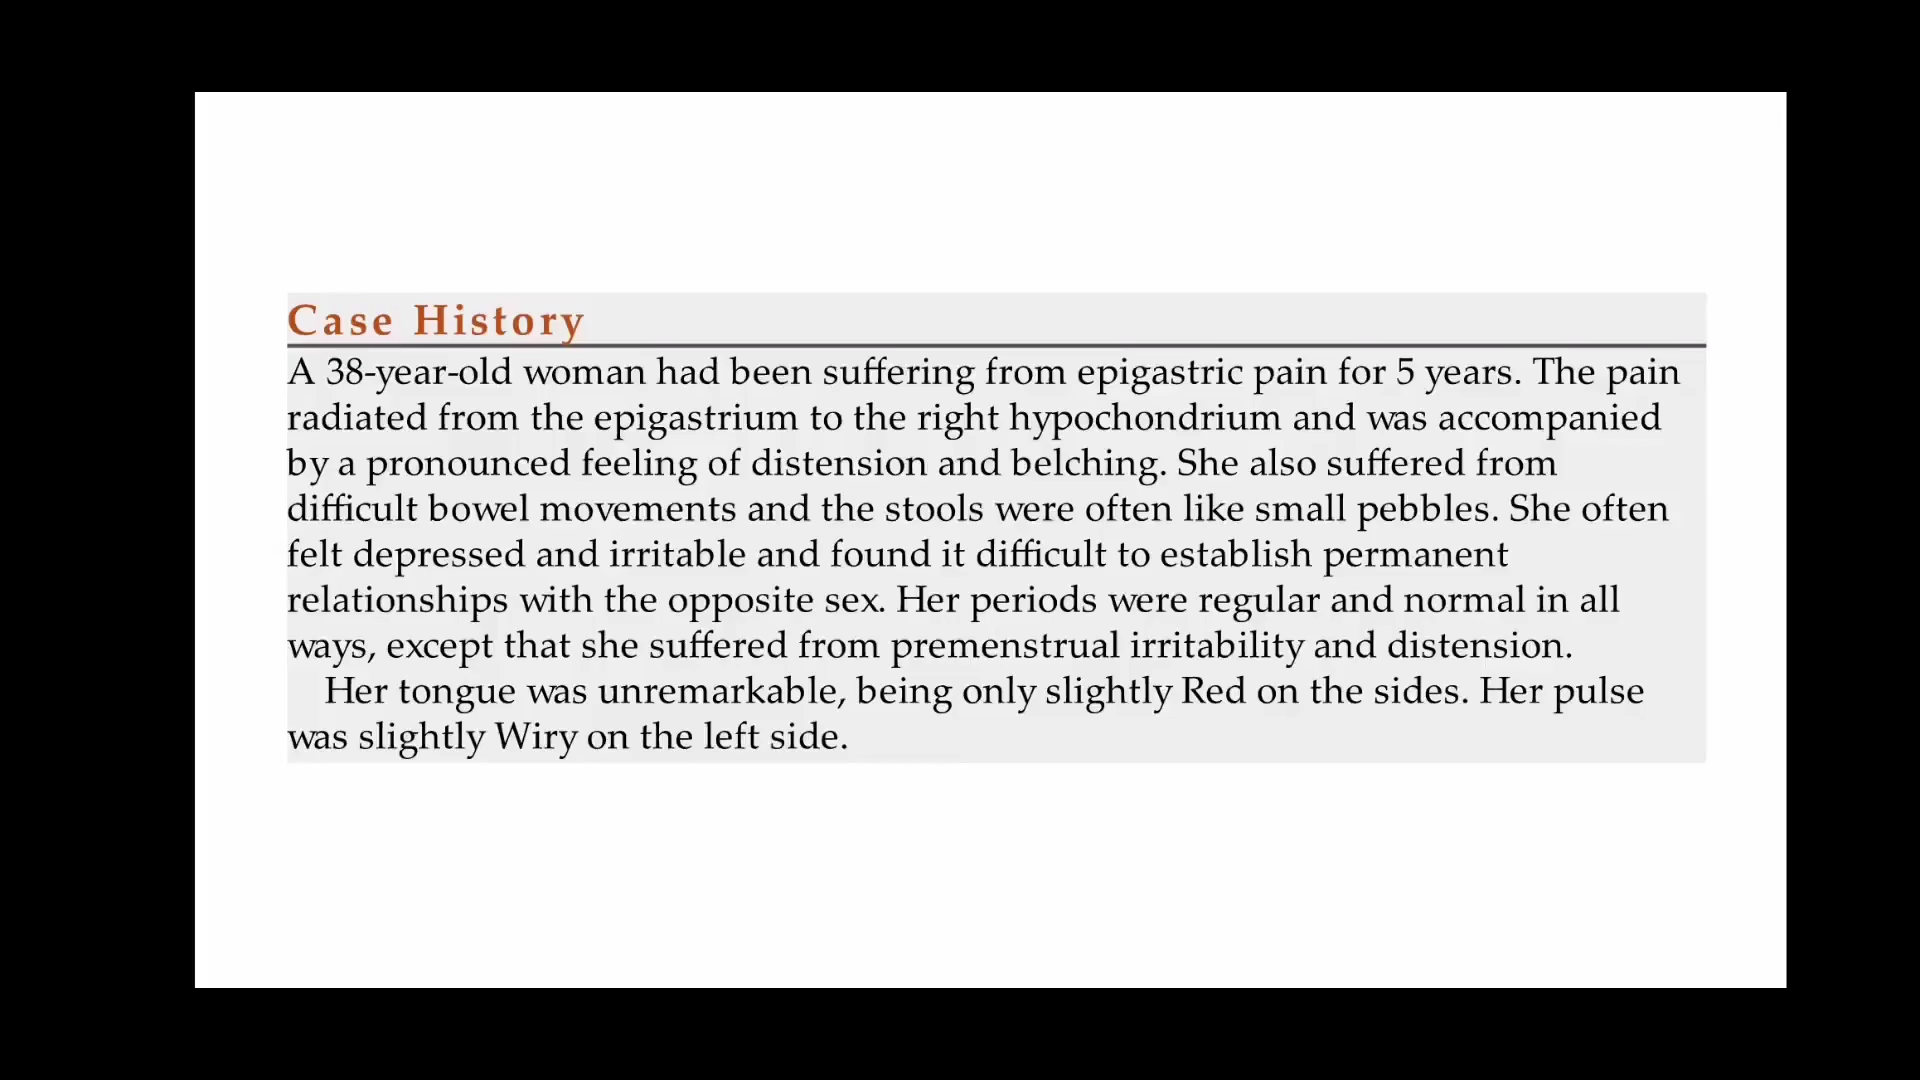 Case History
A 38-year-old woman had been suffering from epigastric pain for 5 years. The pain
radiated from the epigastrium to the right hypochondrium and was accompanied
by a pronounced feeling of distension and belching. She also suffered from
difficult bowel movements and the stools were often like small pebbles. She often
felt depressed and irritable and found it difficult to establish permanent
relationships with the opposite sex. Her periods were regular and normal in all
ways, except that she suffered from premenstrual irritability and distension.
Her tongue was unremarkable, being only slightly Red on the sides. Her pulse
was slightly Wiry on the left side.